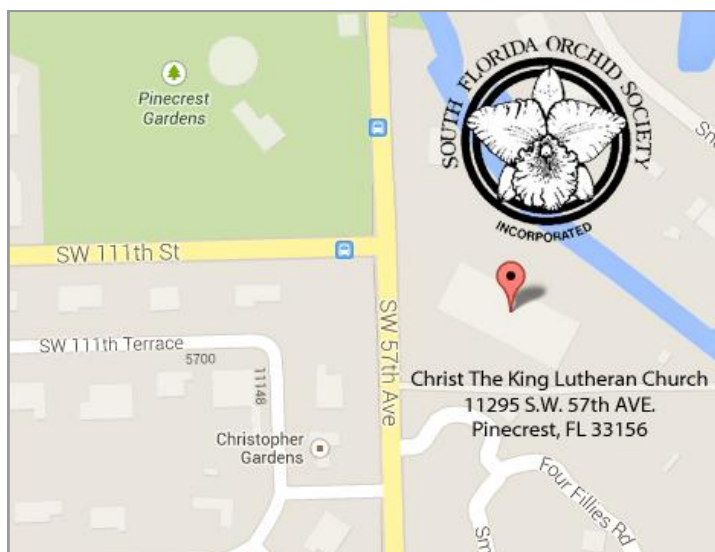 Pinecrest
Gardens
SOUTH FLORIDA ORCHID SOCIETY
INCORPORATED
SW 111th St
SW 57th Ave
SW 111th Terrace
5700
11148
Christopher
Gardens
Christ The King Lutheran Church
11295 S.W. 57th AVE.
Pinecrest, FL 33156
Four Fillies Rd